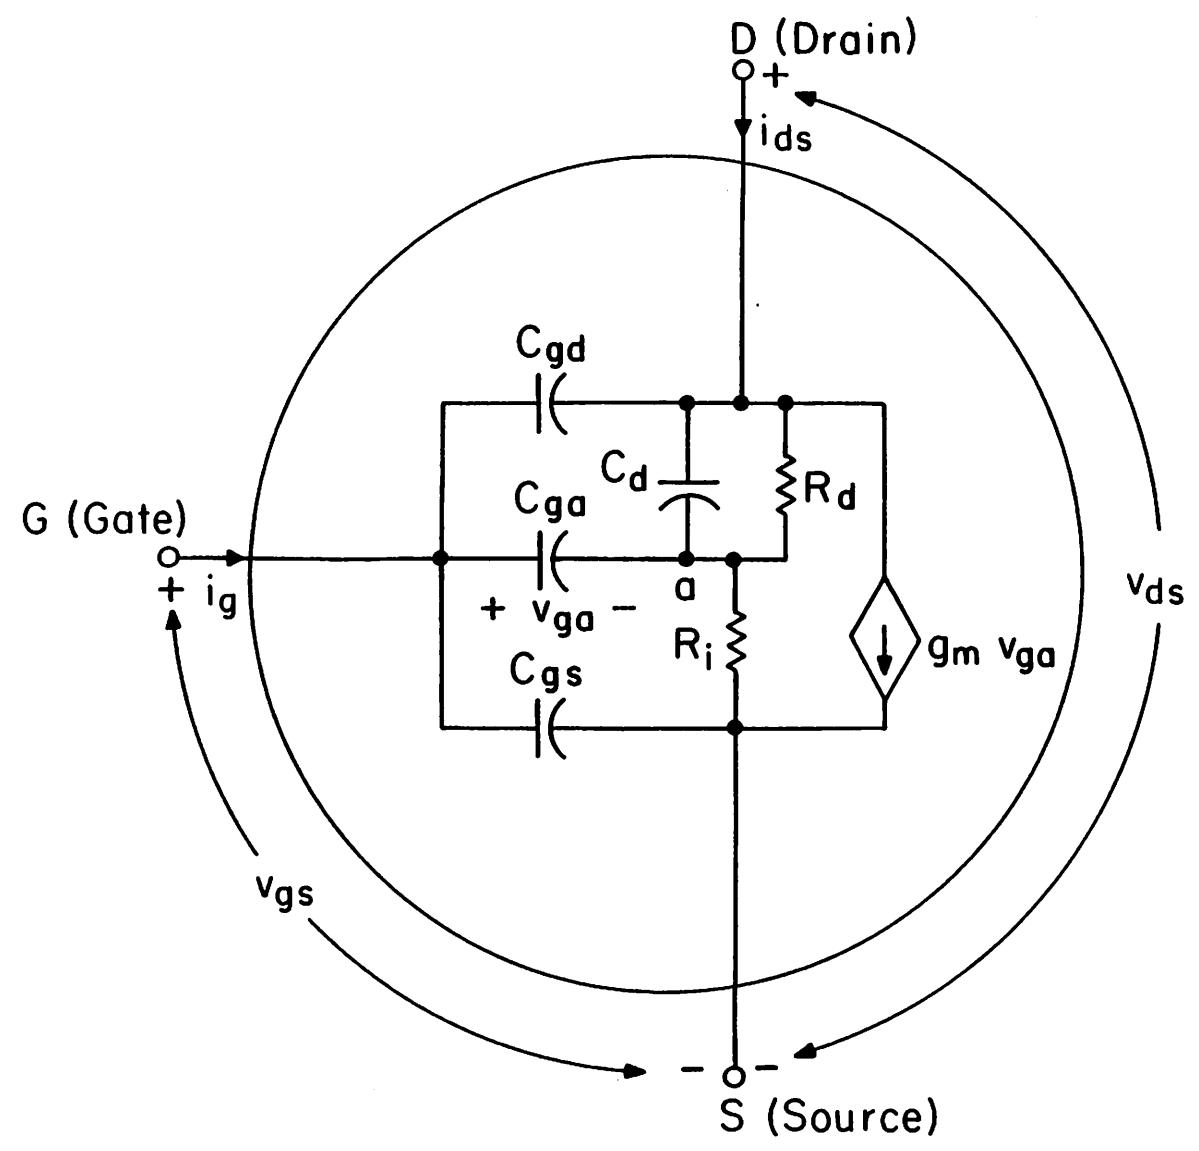 D (Drain)
+
ids
Cgd
Cd
Rd
Cga
G (Gate)
+ ig
+ vga -
a
Ri
gm vga
vds
Cgs
vgs
- -
S (Source)